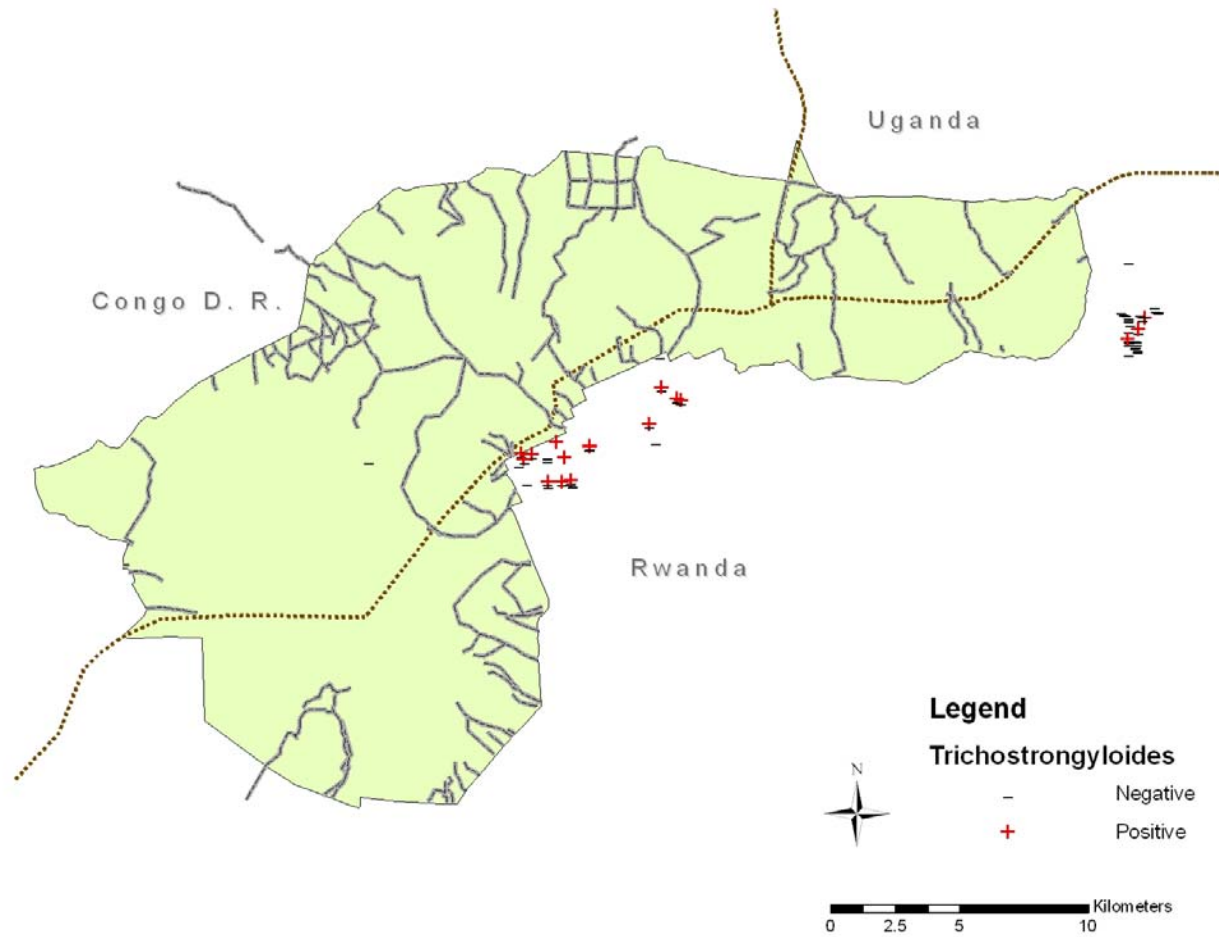 Uganda
Congo D. R.
Rwanda
Legend
Trichostrongyloides
N
Negative
Positive
Kilometers
0 2.5 5 10